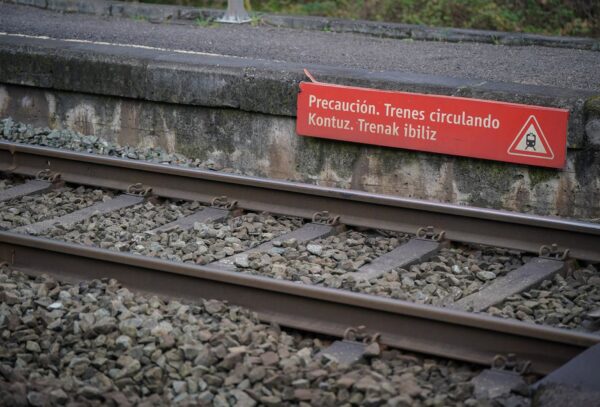 Precaución. Trenes circulando
Kontuz. Trenak ibiliz